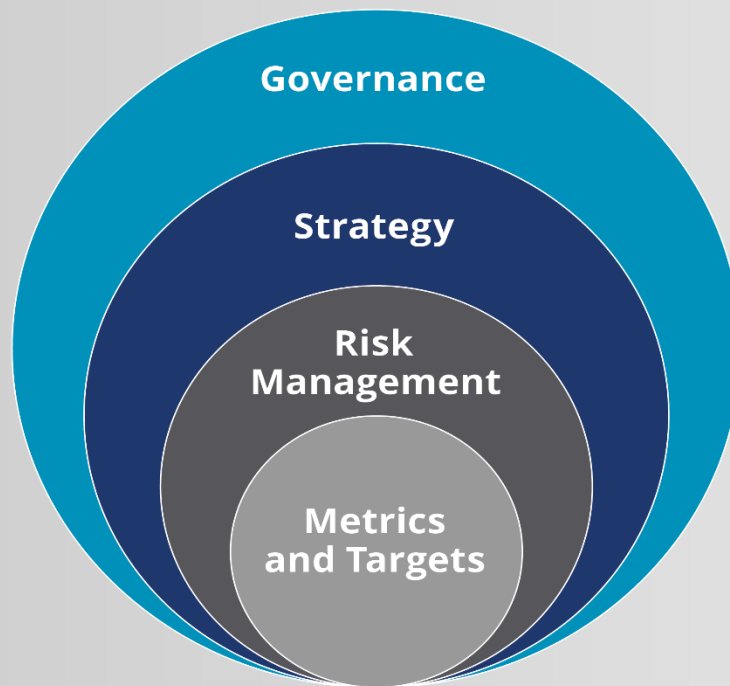 Governance
Strategy
Risk
Management
Metrics
and Targets